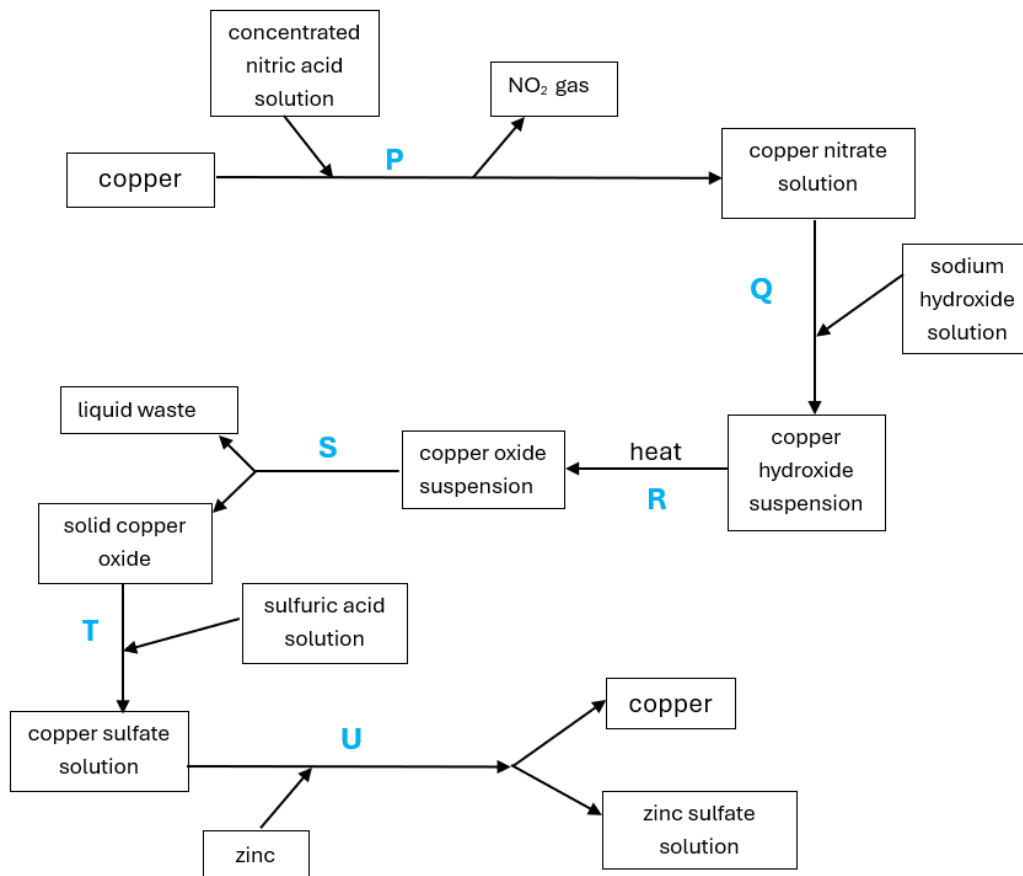 concentrated
nitric acid
solution
NO₂ gas
P
copper
copper nitrate
solution
Q
sodium
hydroxide
solution
copper
hydroxide
suspension
heat
R
copper oxide
suspension
S
liquid waste
solid copper
oxide
T
sulfuric acid
solution
copper sulfate
solution
U
zinc
copper
zinc sulfate
solution